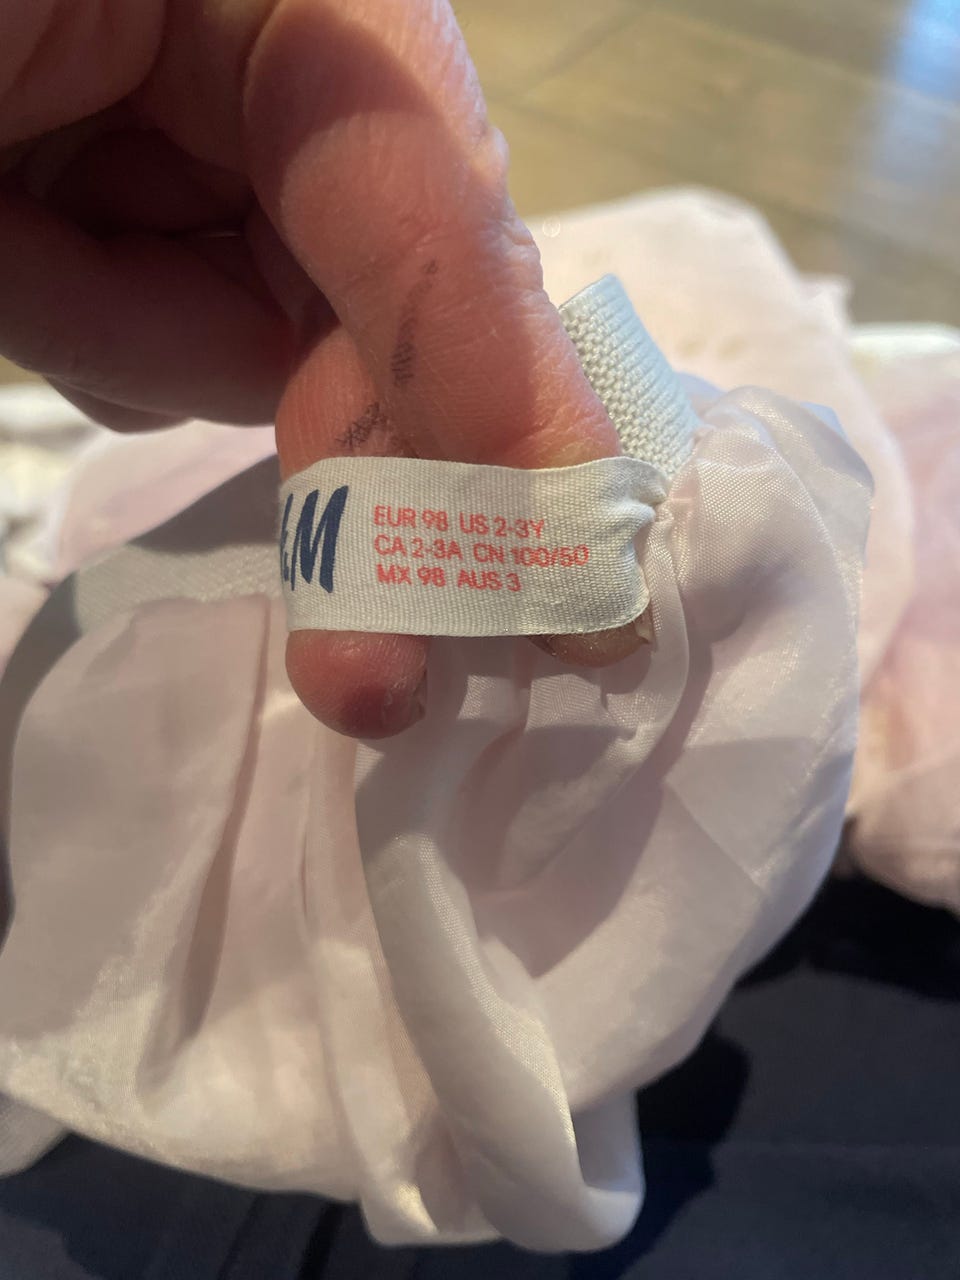 &M
EUR 98 US 2-3Y
CA 2-3A CN 100/50
MX 98 AUS 3